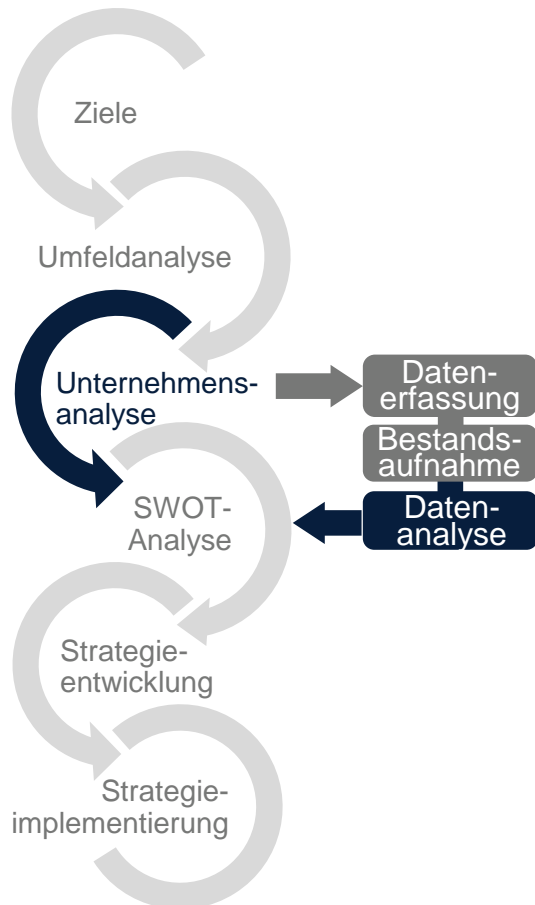 Ziele
Umfeldanalyse
Unternehmens-
analyse
Daten-
erfassung
Bestands-
aufnahme
Daten-
analyse
SWOT-
Analyse
Strategie-
entwicklung
Strategie-
implementierung